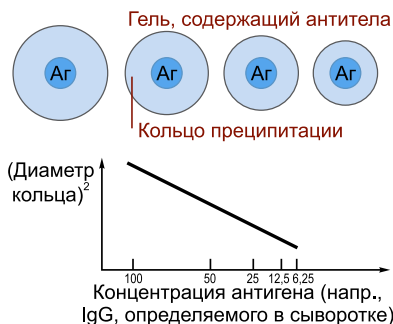 Гель, содержащий антитела
Аг Аг Аг Аг
Кольцо преципитации
(Диаметр
кольца)²
100 50 25 12,5 6,25
Концентрация антигена (напр.,
IgG, определяемого в сыворотке)